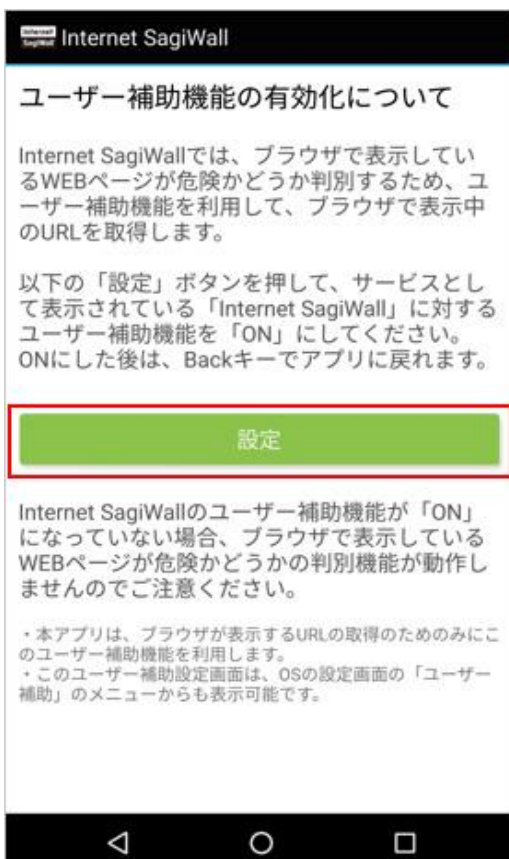 Internet SagiWall
Internet SagiWall
ユーザー補助機能の有効化について
Internet SagiWallでは、ブラウザで表示してい
るWEBページが危険かどうか判別するため、ユ
ーザー補助機能を利用して、ブラウザで表示中
のURLを取得します。
以下の「設定」ボタンを押して、サービスとし
て表示されている「Internet SagiWall」に対する
ユーザー補助機能を「ON」にしてください。
ONにした後は、Backキーでアプリに戻れます。
設定
Internet SagiWallのユーザー補助機能が「ON」
になっていない場合、ブラウザで表示している
WEBページが危険かどうかの判別機能が動作し
ませんのでご注意ください。
・本アプリは、ブラウザが表示するURLの取得のためのみにこ
のユーザー補助機能を利用します。
・このユーザー補助設定画面は、OSの設定画面の「ユーザー
補助」のメニューからも表示可能です。